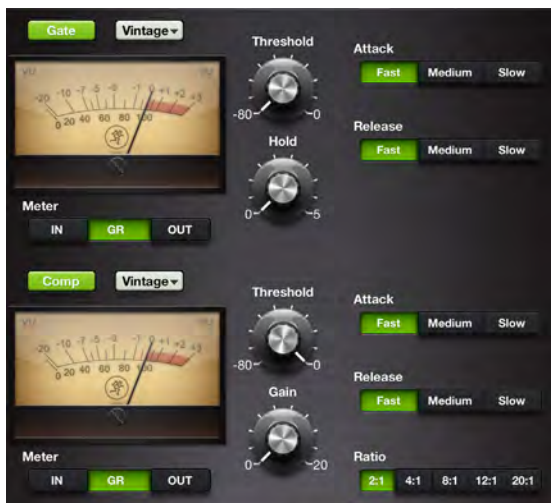 Gate Vintage
Threshold
Attack
Fast Medium Slow
VU VU
-20 -10 -7 -5 -3 -1 0 +1 +2 +3
0 20 40 60 80 100
-80 0
Release
Fast Medium Slow
Hold
0 -5
Meter
IN GR OUT
Comp Vintage
Threshold
Attack
Fast Medium Slow
VU VU
-20 -10 -7 -5 -3 -1 0 +1 +2 +3
0 20 40 60 80 100
-80 0
Release
Fast Medium Slow
Gain
0 20
Meter
IN GR OUT
Ratio
2:1 4:1 8:1 12:1 20:1